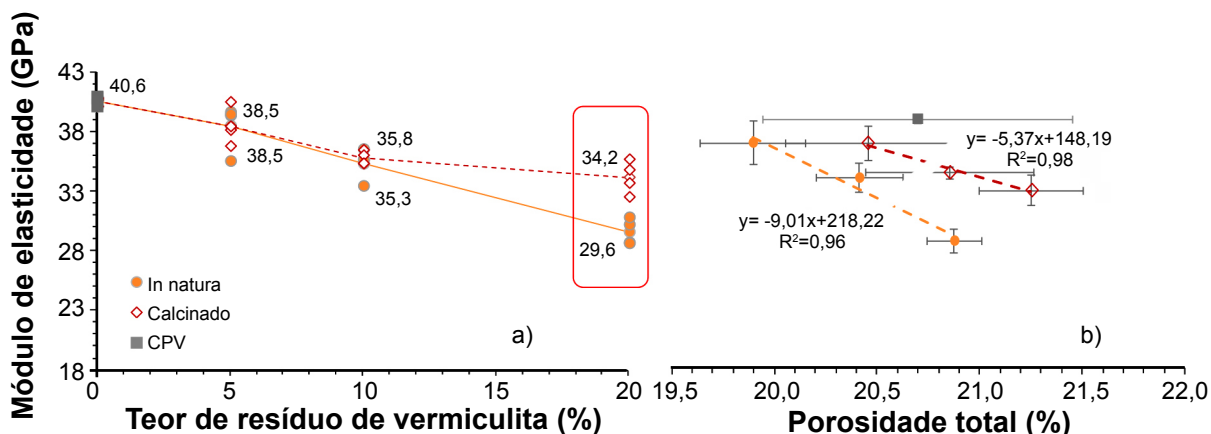 Módulo de elasticidade (GPa)
43
38
33
28
23
18
40,6
38,5
38,5
35,8
35,3
34,2
29,6
In natura
Calcinado
CPV
a)
0
5
10
15
20
Teor de resíduo de vermiculita (%)
y= -5,37x+148,19
R²=0,98
y= -9,01x+218,22
R²=0,96
b)
19,5
20,0
20,5
21,0
21,5
22,0
Porosidade total (%)